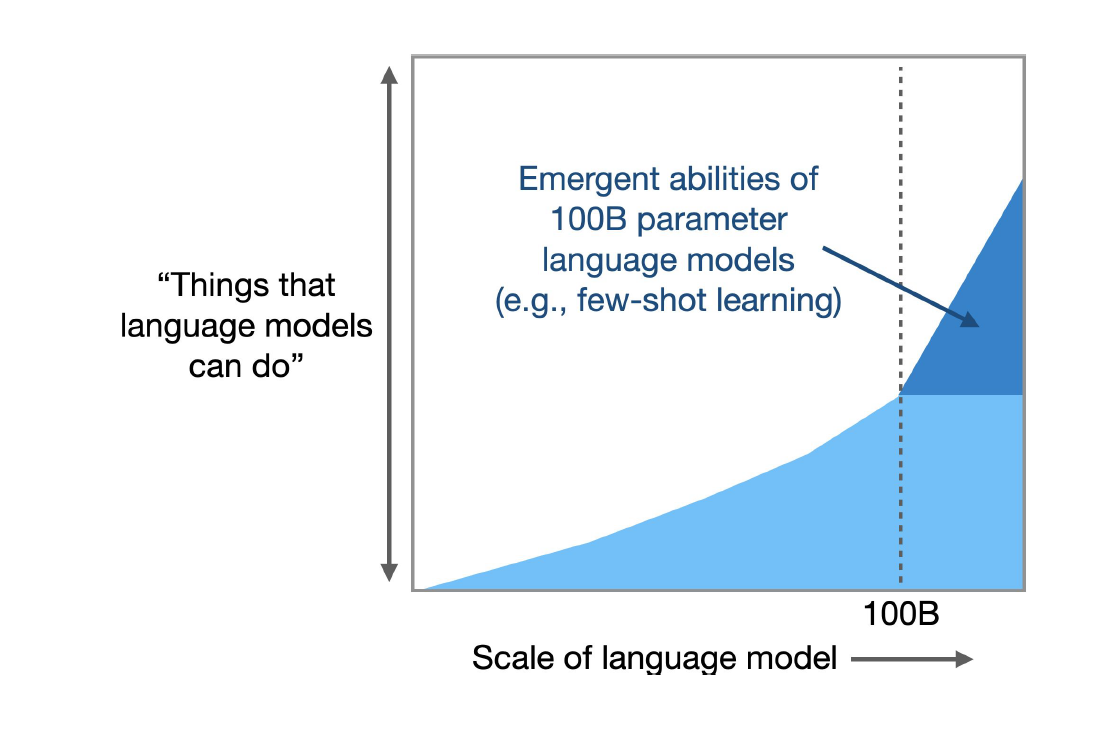 Emergent abilities of
100B parameter
language models
(e.g., few-shot learning)
“Things that
language models
can do”
100B
Scale of language model